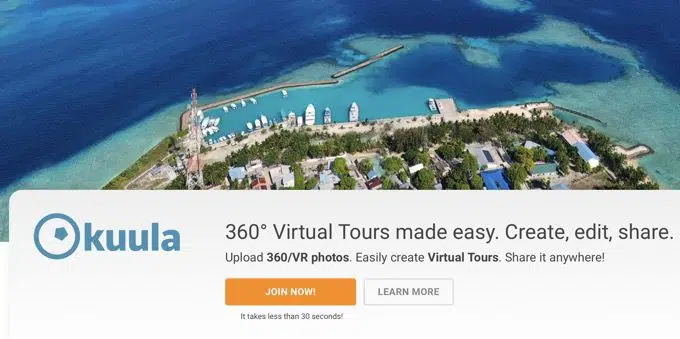 kuula
360° Virtual Tours made easy. Create, edit, share.
Upload 360/VR photos. Easily create Virtual Tours. Share it anywhere!
JOIN NOW!
LEARN MORE
It takes less than 30 seconds!